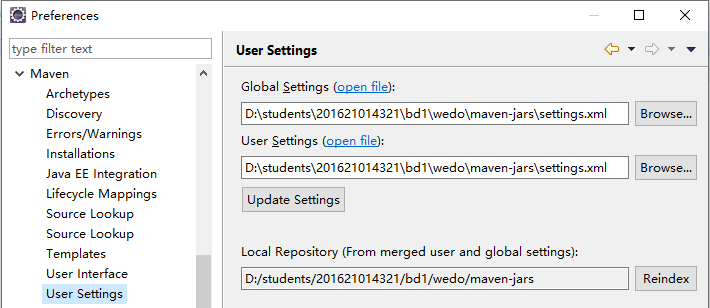 Preferences
type filter text
Maven
Archetypes
Discovery
Errors/Warnings
Installations
Java EE Integration
Lifecycle Mappings
Source Lookup
Source Lookup
Templates
User Interface
User Settings
User Settings
Global Settings (open file):
D:\students\201621014321\bd1\wedo\maven-jars\settings.xml Browse...
User Settings (open file):
D:\students\201621014321\bd1\wedo\maven-jars\settings.xml Browse...
Update Settings
Local Repository (From merged user and global settings):
D:/students/201621014321/bd1/wedo/maven-jars Reindex